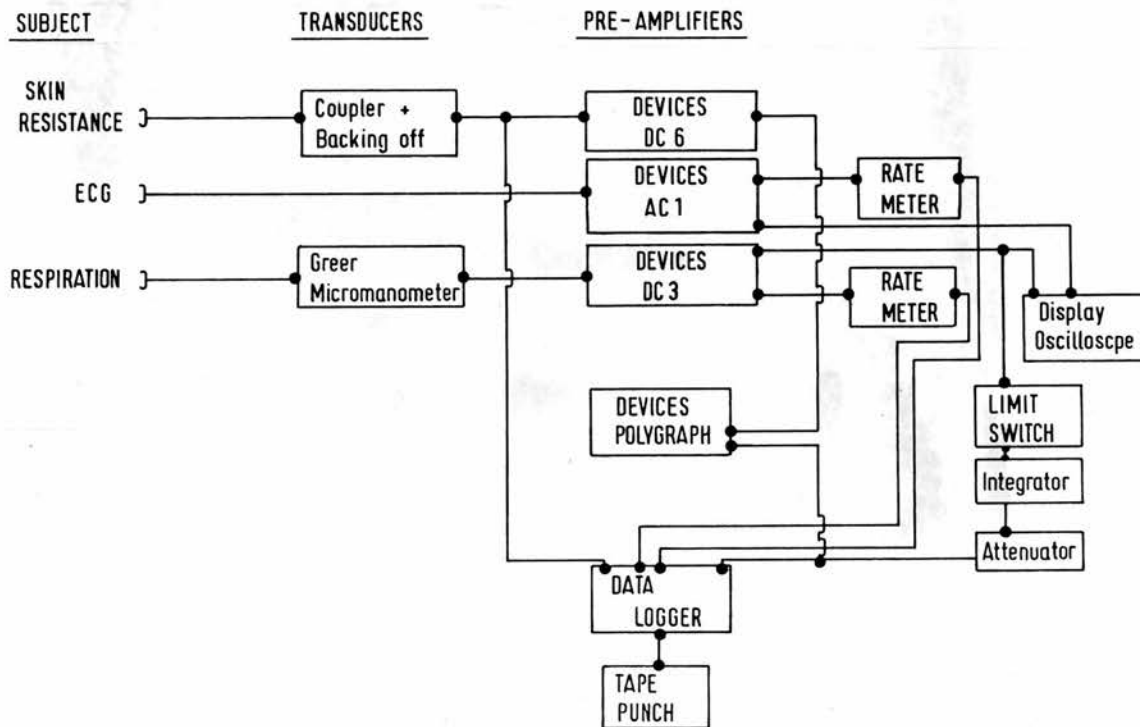 SUBJECT
TRANSDUCERS
PRE-AMPLIFIERS
SKIN
RESISTANCE
Coupler +
Backing off
DEVICES
DC 6
ECG
DEVICES
AC 1
RATE
METER
RESPIRATION
Greer
Micromanometer
DEVICES
DC 3
RATE
METER
Display
Oscilloscpe
DEVICES
POLYGRAPH
LIMIT
SWITCH
Integrator
Attenuator
DATA
LOGGER
TAPE
PUNCH